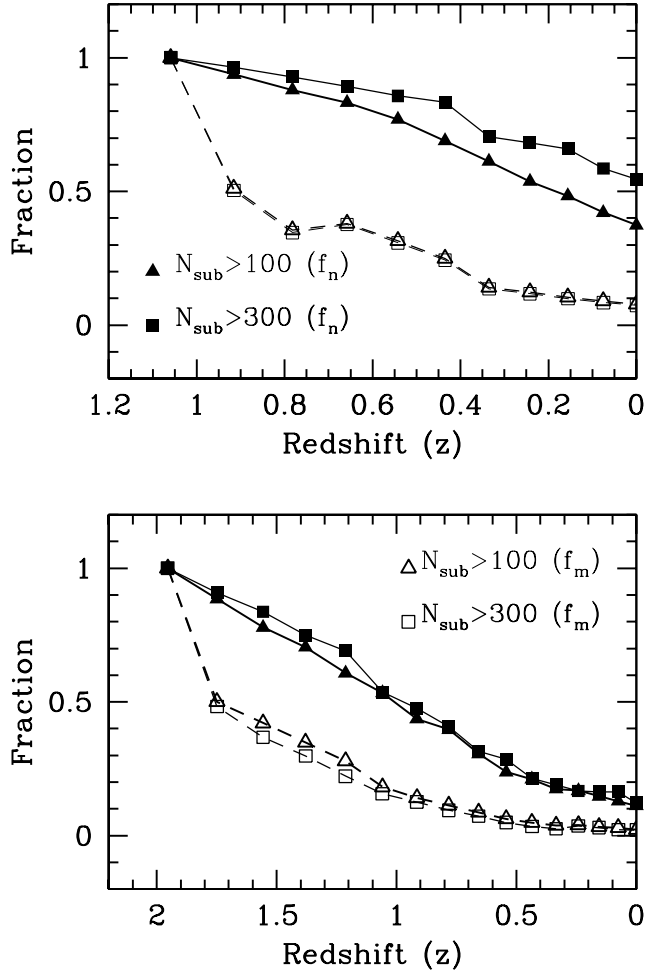 1
0.5
0
Fraction
N_sub>100 (f_n)
N_sub>300 (f_n)
1.2 1 0.8 0.6 0.4 0.2 0
Redshift (z)
1
0.5
0
Fraction
N_sub>100 (f_m)
N_sub>300 (f_m)
2 1.5 1 0.5 0
Redshift (z)